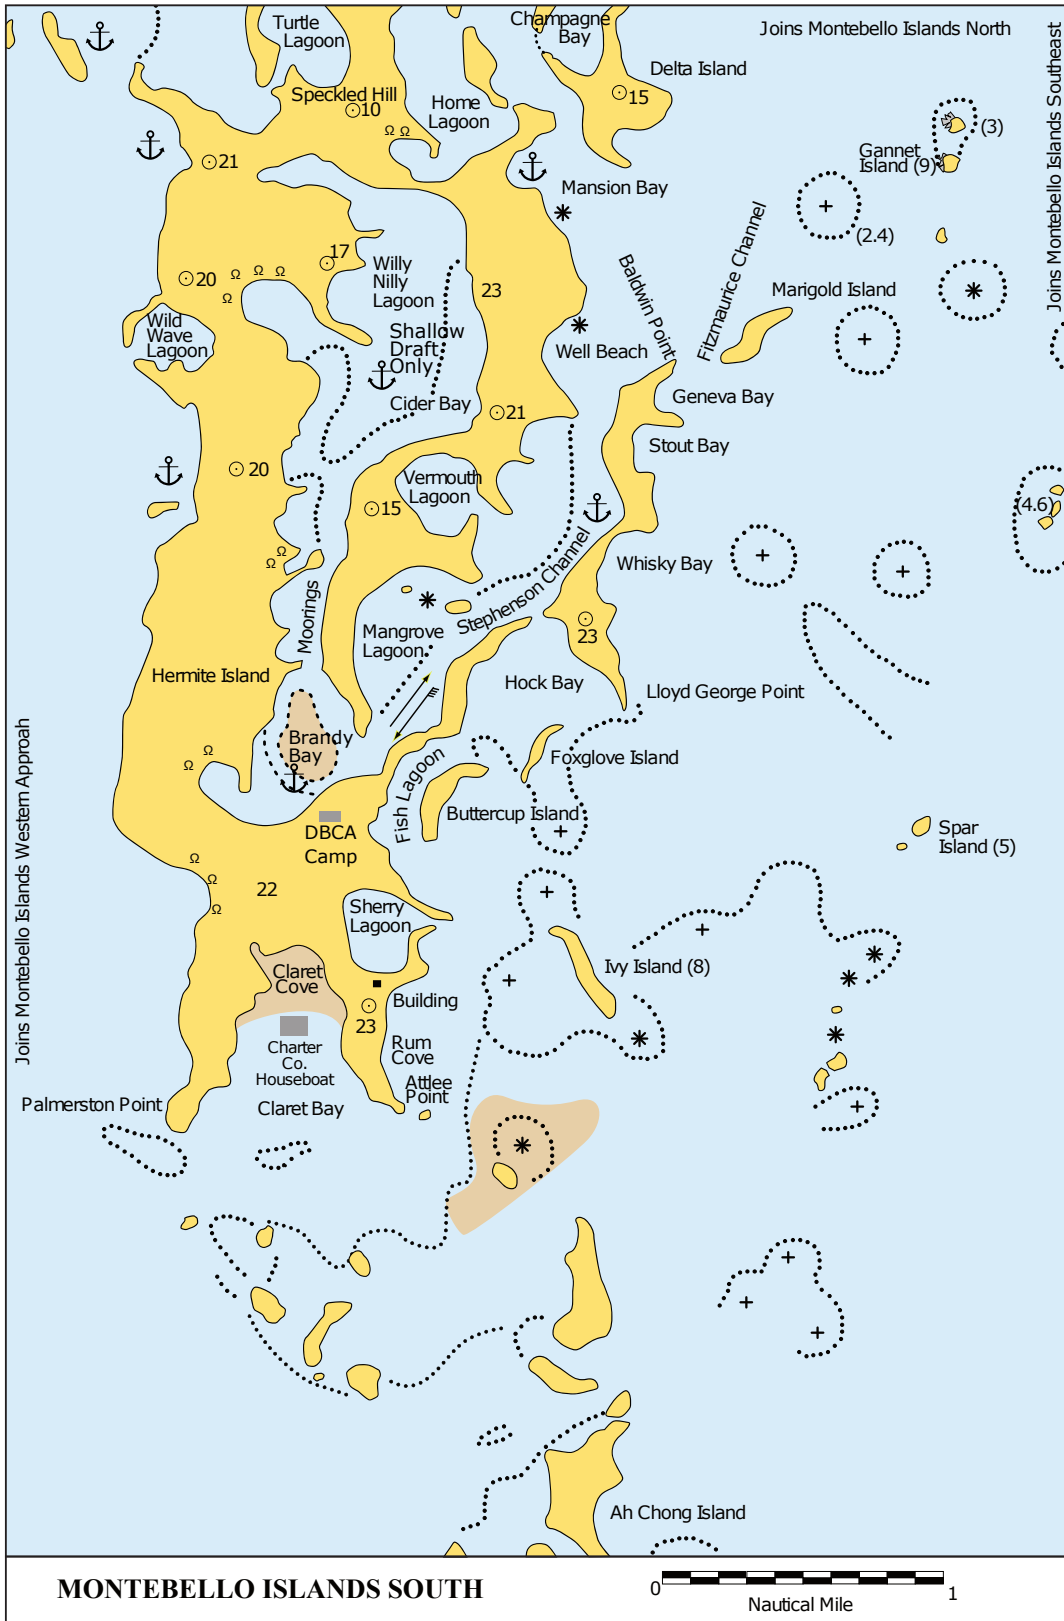 Turtle
Lagoon
Champagne
Bay
Joins Montebello Islands North
Joins Montebello Islands Southeast
Delta Island
Speckled Hill
10
Home
Lagoon
15
(3)
Gannet
Island (9)
21
Mansion Bay
(2.4)
Fitzmaurice Channel
Baldwin Point
17
Willy
Nilly
Lagoon
20
23
Marigold Island
Wild
Wave
Lagoon
Shallow
Draft
Only
Well Beach
Cider Bay
21
Geneva Bay
Stout Bay
20
Vermouth
Lagoon
15
(4.6)
Whisky Bay
Stephenson Channel
Moorings
Mangrove
Lagoon
23
Hermite Island
Hock Bay
Lloyd George Point
Joins Montebello Islands Western Approah
Brandy
Bay
Foxglove Island
Fish Lagoon
Buttercup Island
DBCA
Camp
Spar
Island (5)
22
Sherry
Lagoon
Claret
Cove
Ivy Island (8)
Building
23
Charter
Co.
Houseboat
Rum
Cove
Attlee
Point
Palmerston Point
Claret Bay
Ah Chong Island
MONTEBELLO ISLANDS SOUTH
0
1
Nautical Mile